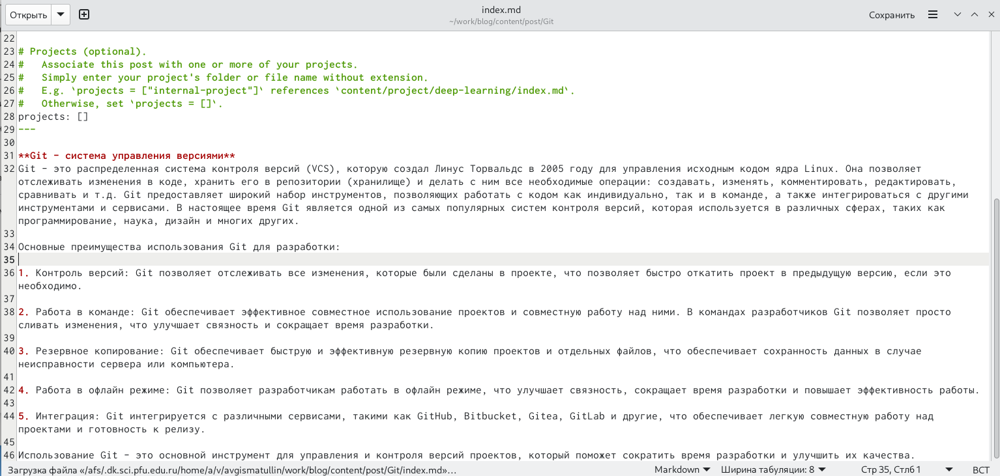 Открыть
index.md
~/work/blog/content/post/Git
Сохранить
22
23 # Projects (optional).
24 #   Associate this post with one or more of your projects.
25 #   Simply enter your project's folder or file name without extension.
26 #   E.g. `projects = ["internal-project"]` references `content/project/deep-learning/index.md`.
27 #   Otherwise, set `projects = []`.
28 projects: []
29 ---
30
31 **Git - система управления версиями**
32 Git - это распределенная система контроля версий (VCS), которую создал Линус Торвальдс в 2005 году для управления исходным кодом ядра Linux. Она позволяет
отслеживать изменения в коде, хранить его в репозитории (хранилище) и делать с ним все необходимые операции: создавать, изменять, комментировать, редактировать,
сравнивать и т.д. Git предоставляет широкий набор инструментов, позволяющих работать с кодом как индивидуально, так и в команде, а также интегрироваться с другими
инструментами и сервисами. В настоящее время Git является одной из самых популярных систем контроля версий, которая используется в различных сферах, таких как
программирование, наука, дизайн и многих других.
33
34 Основные преимущества использования Git для разработки:
35
36 1. Контроль версий: Git позволяет отслеживать все изменения, которые были сделаны в проекте, что позволяет быстро откатить проект в предыдущую версию, если это
необходимо.
37
38 2. Работа в команде: Git обеспечивает эффективное совместное использование проектов и совместную работу над ними. В командах разработчиков Git позволяет просто
сливать изменения, что улучшает связность и сокращает время разработки.
39
40 3. Резервное копирование: Git обеспечивает быструю и эффективную резервную копию проектов и отдельных файлов, что обеспечивает сохранность данных в случае
неисправности сервера или компьютера.
41
42 4. Работа в офлайн режиме: Git позволяет разработчикам работать в офлайн режиме, что улучшает связность, сокращает время разработки и повышает эффективность работы.
43
44 5. Интеграция: Git интегрируется с различными сервисами, такими как GitHub, Bitbucket, Gitea, GitLab и другие, что обеспечивает легкую совместную работу над
проектами и готовность к релизу.
45
46 Использование Git - это основной инструмент для управления и контроля версий проектов, который поможет сократить время разработки и улучшить их качества.
Загрузка файла «/afs/.dk.sci.pfu.edu.ru/home/a/v/avgismatullin/work/blog/content/post/Git/index.md»…
Markdown
Ширина табуляции: 8
Стр 35, Стлб 1
ВСТ